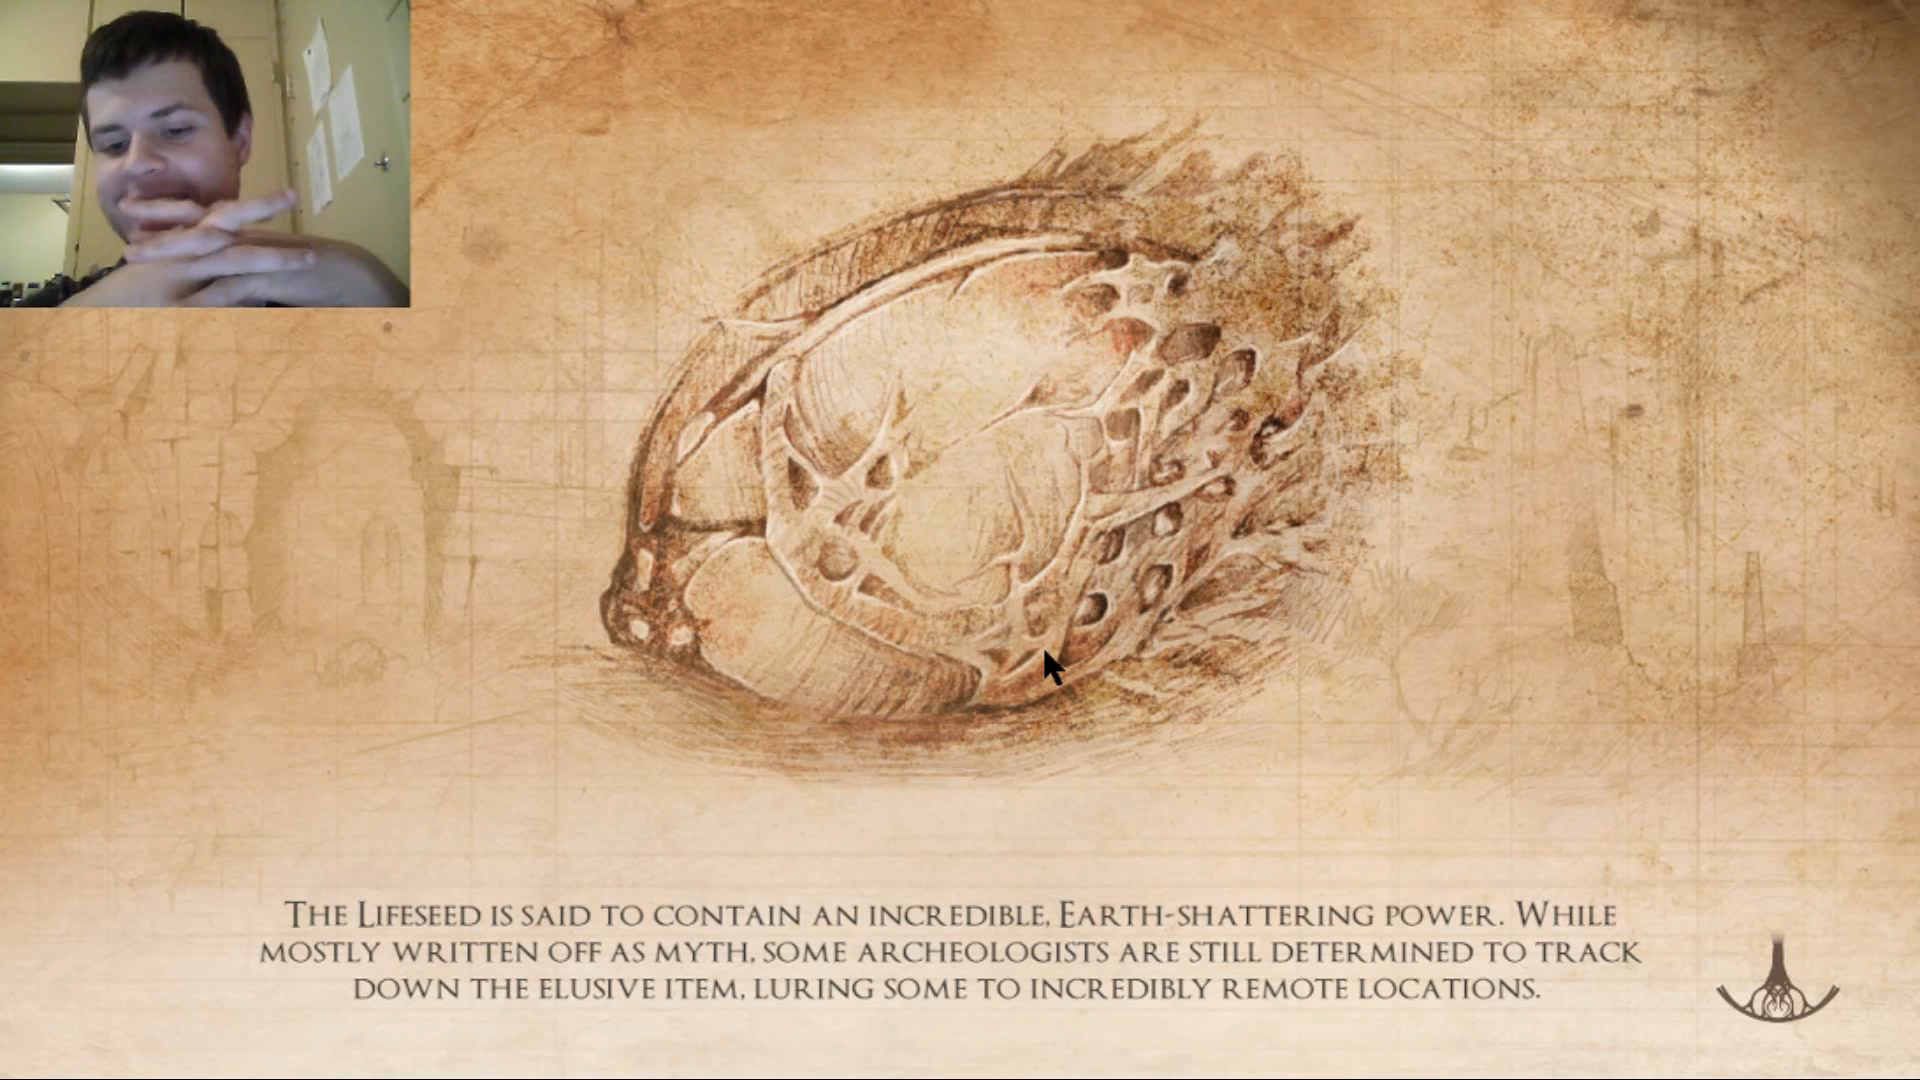 The Lifeseed is said to contain an incredible, Earth-shattering power. While
mostly written off as myth, some archeologists are still determined to track
down the elusive item, luring some to incredibly remote locations.